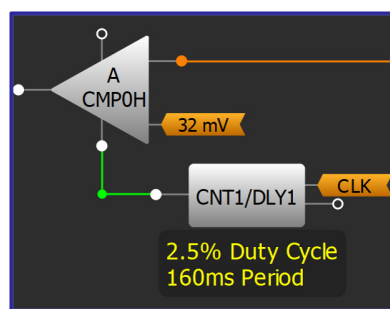 A
CMP0H
32 mV
CNT1/DLY1
CLK
2.5% Duty Cycle
160ms Period